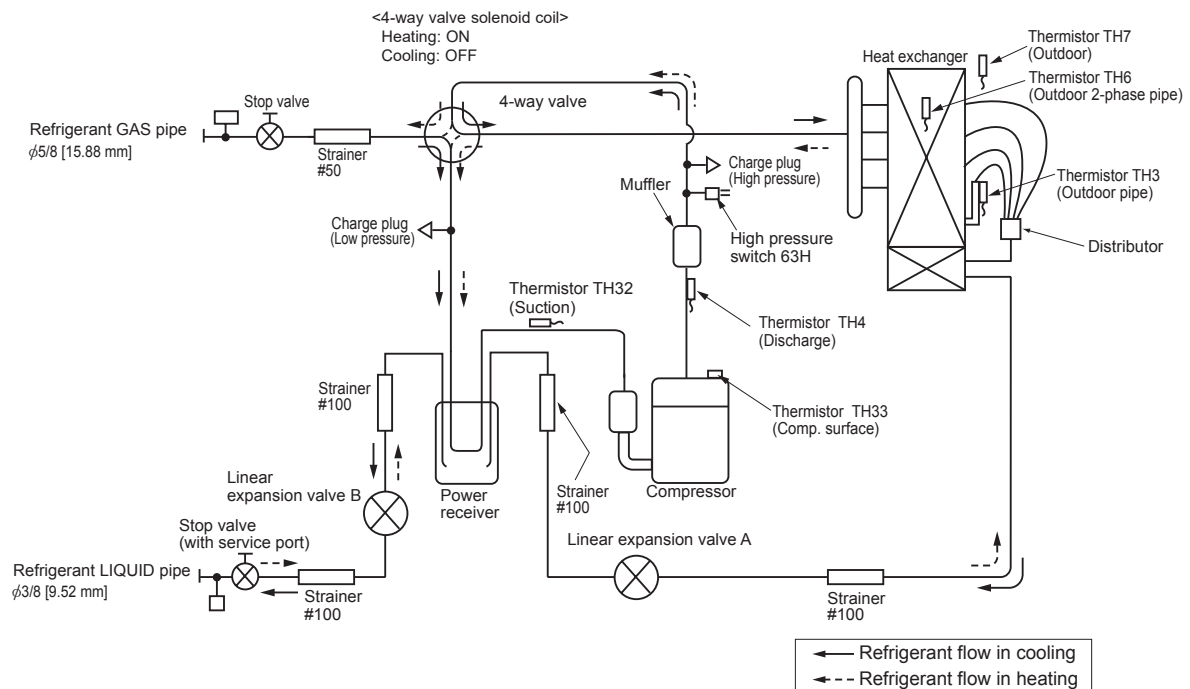 <4-way valve solenoid coil>
Heating: ON
Cooling: OFF
Stop valve
Refrigerant GAS pipe
ϕ5/8 [15.88 mm]
Strainer
#50
4-way valve
Heat exchanger
Thermistor TH7
(Outdoor)
Thermistor TH6
(Outdoor 2-phase pipe)
Thermistor TH3
(Outdoor pipe)
Distributor
Charge plug
(High pressure)
Muffler
High pressure
switch 63H
Charge plug
(Low pressure)
Thermistor TH32
(Suction)
Thermistor TH4
(Discharge)
Thermistor TH33
(Comp. surface)
Strainer
#100
Linear
expansion valve B
Power
receiver
Strainer
#100
Compressor
Stop valve
(with service port)
Linear expansion valve A
Refrigerant LIQUID pipe
ϕ3/8 [9.52 mm]
Strainer
#100
Strainer
#100
Refrigerant flow in cooling
Refrigerant flow in heating